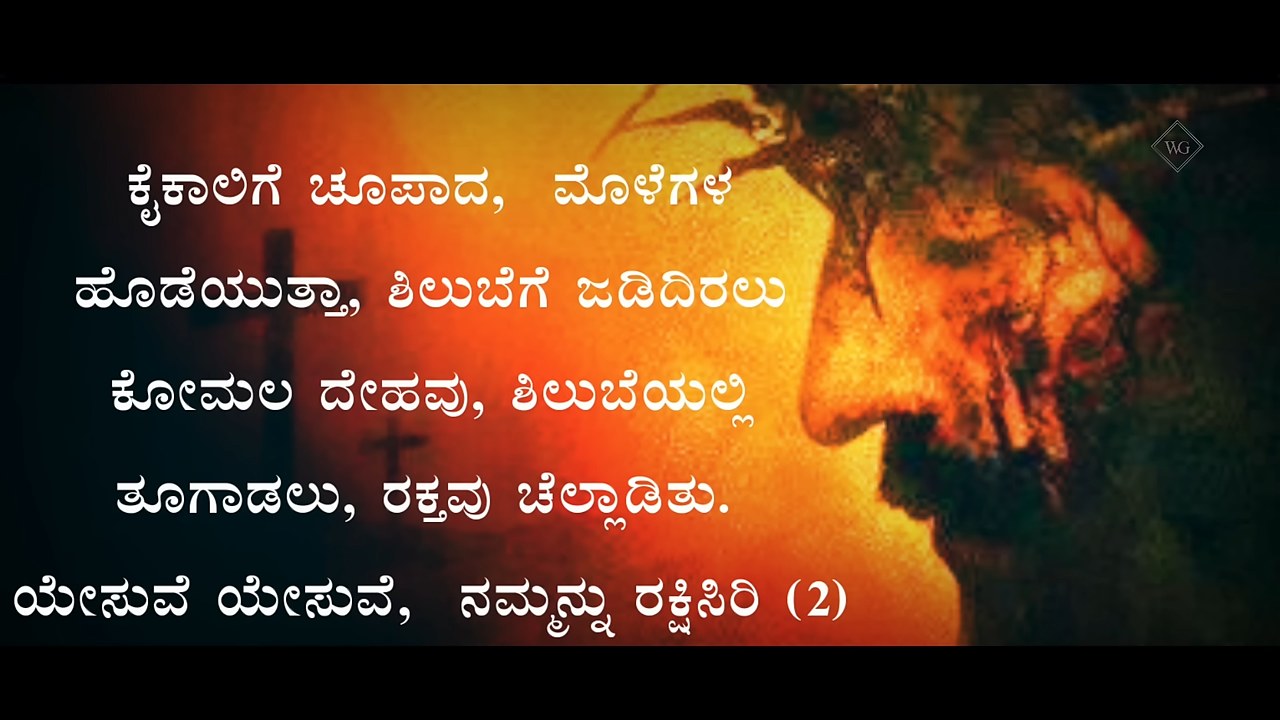 WG
ಕೈಕಾಲಿಗೆ ಚೂಪಾದ, ಮೊಳೆಗಳ
ಹೊಡೆಯುತ್ತಾ, ಶಿಲುಬೆಗೆ ಜಡಿದಿರಲು
ಕೋಮಲ ದೇಹವು, ಶಿಲುಬೆಯಲ್ಲಿ
ತೂಗಾಡಲು, ರಕ್ತವು ಚೆಲ್ಲಾಡಿತು.
ಯೇಸುವೆ ಯೇಸುವೆ, ನಮ್ಮನ್ನು ರಕ್ಷಿಸಿರಿ (2)